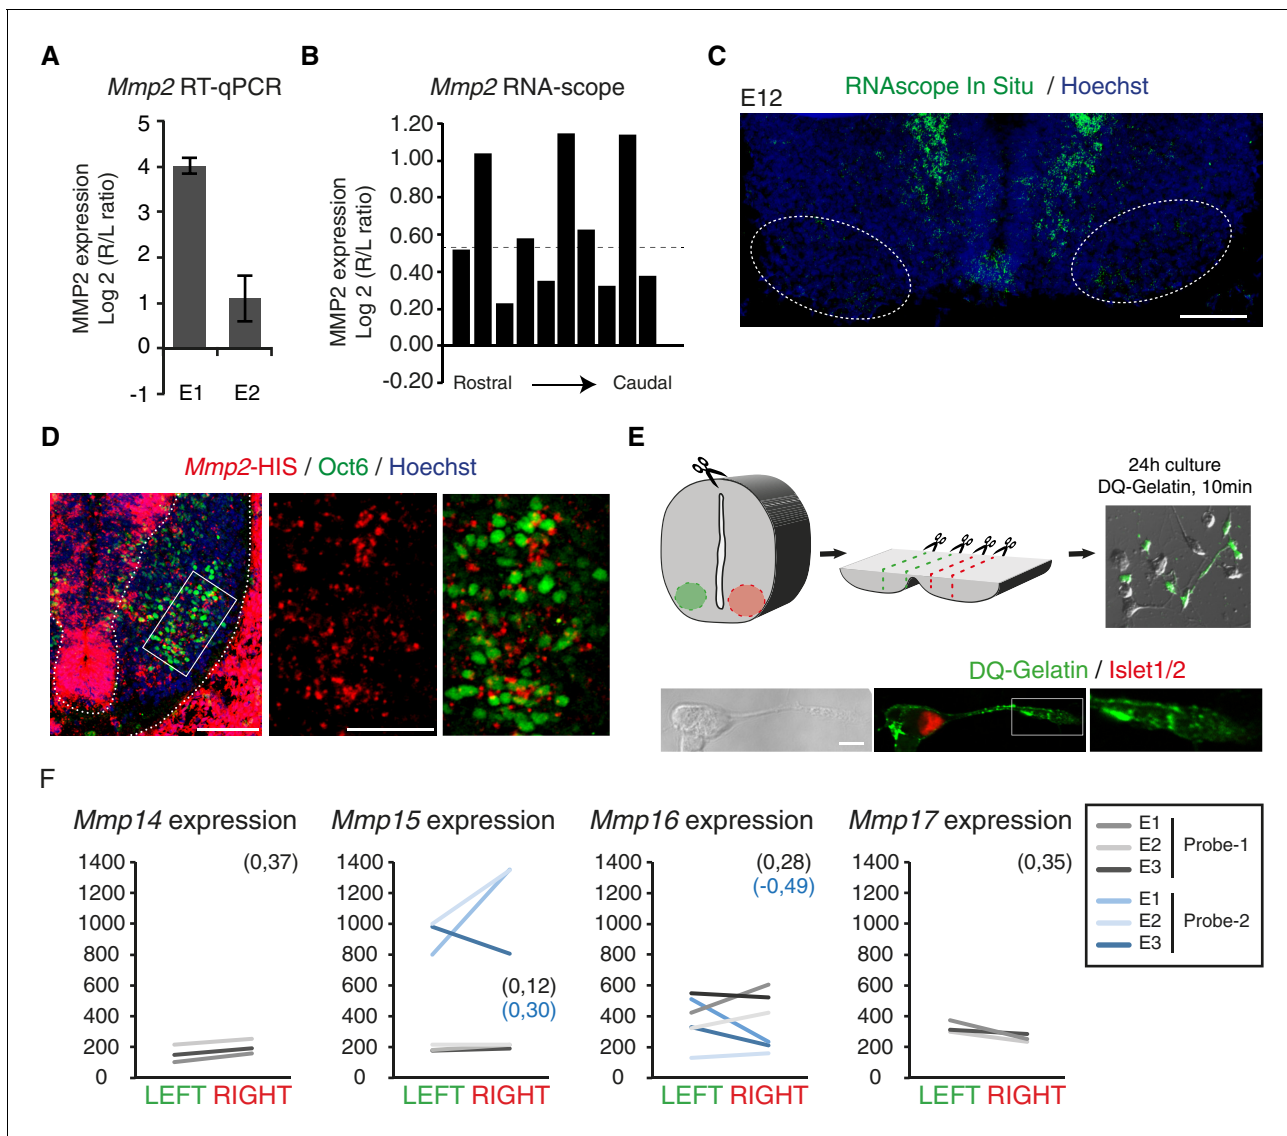 A
Mmp2 RT-qPCR
MMP2 expression
Log 2 (R/L ratio)
5
4
3
2
1
0
-1
E1
E2
B
Mmp2 RNA-scope
MMP2 expression
Log 2 (R/L ratio)
1.20
1.00
0.80
0.60
0.40
0.20
0.00
-0.20
Rostral
Caudal
C
RNAscope In Situ / Hoechst
E12
D
Mmp2-HIS / Oct6 / Hoechst
E
24h culture
DQ-Gelatin, 10min
DQ-Gelatin / Islet1/2
F
Mmp14 expression
1400
1200
1000
800
600
400
200
0
(0,37)
LEFT RIGHT
Mmp15 expression
1400
1200
1000
800
600
400
200
0
(0,12)
(0,30)
LEFT RIGHT
Mmp16 expression
1400
1200
1000
800
600
400
200
0
(0,28)
(-0,49)
LEFT RIGHT
Mmp17 expression
1400
1200
1000
800
600
400
200
0
(0,35)
LEFT RIGHT
E1
E2
E3
Probe-1
E1
E2
E3
Probe-2